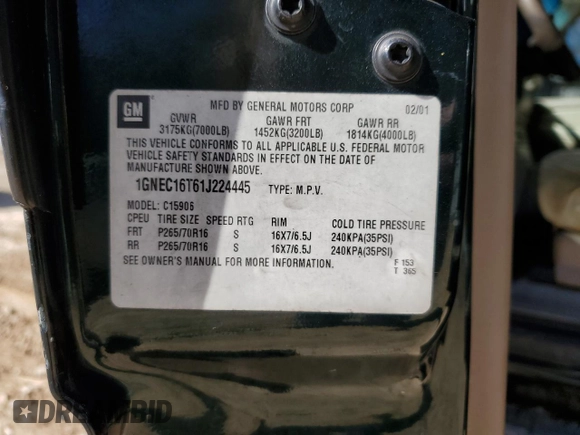 GM
MFD BY GENERAL MOTORS CORP 02/01
GVWR GAWR FRT GAWR RR
3175KG(7000LB) 1452KG(3200LB) 1814KG(4000LB)
THIS VEHICLE CONFORMS TO ALL APPLICABLE U.S. FEDERAL MOTOR
VEHICLE SAFETY STANDARDS IN EFFECT ON THE DATE OF
MANUFACTURE SHOWN ABOVE.
1GNEC16T61J224445 TYPE: M.P.V.
MODEL: C15906
CPEU TIRE SIZE SPEED RTG RIM COLD TIRE PRESSURE
FRT P265/70R16 S 16X7/6.5J 240KPA(35PSI)
RR P265/70R16 S 16X7/6.5J 240KPA(35PSI)
SEE OWNER'S MANUAL FOR MORE INFORMATION.
F 153
T 365
DREAMBID